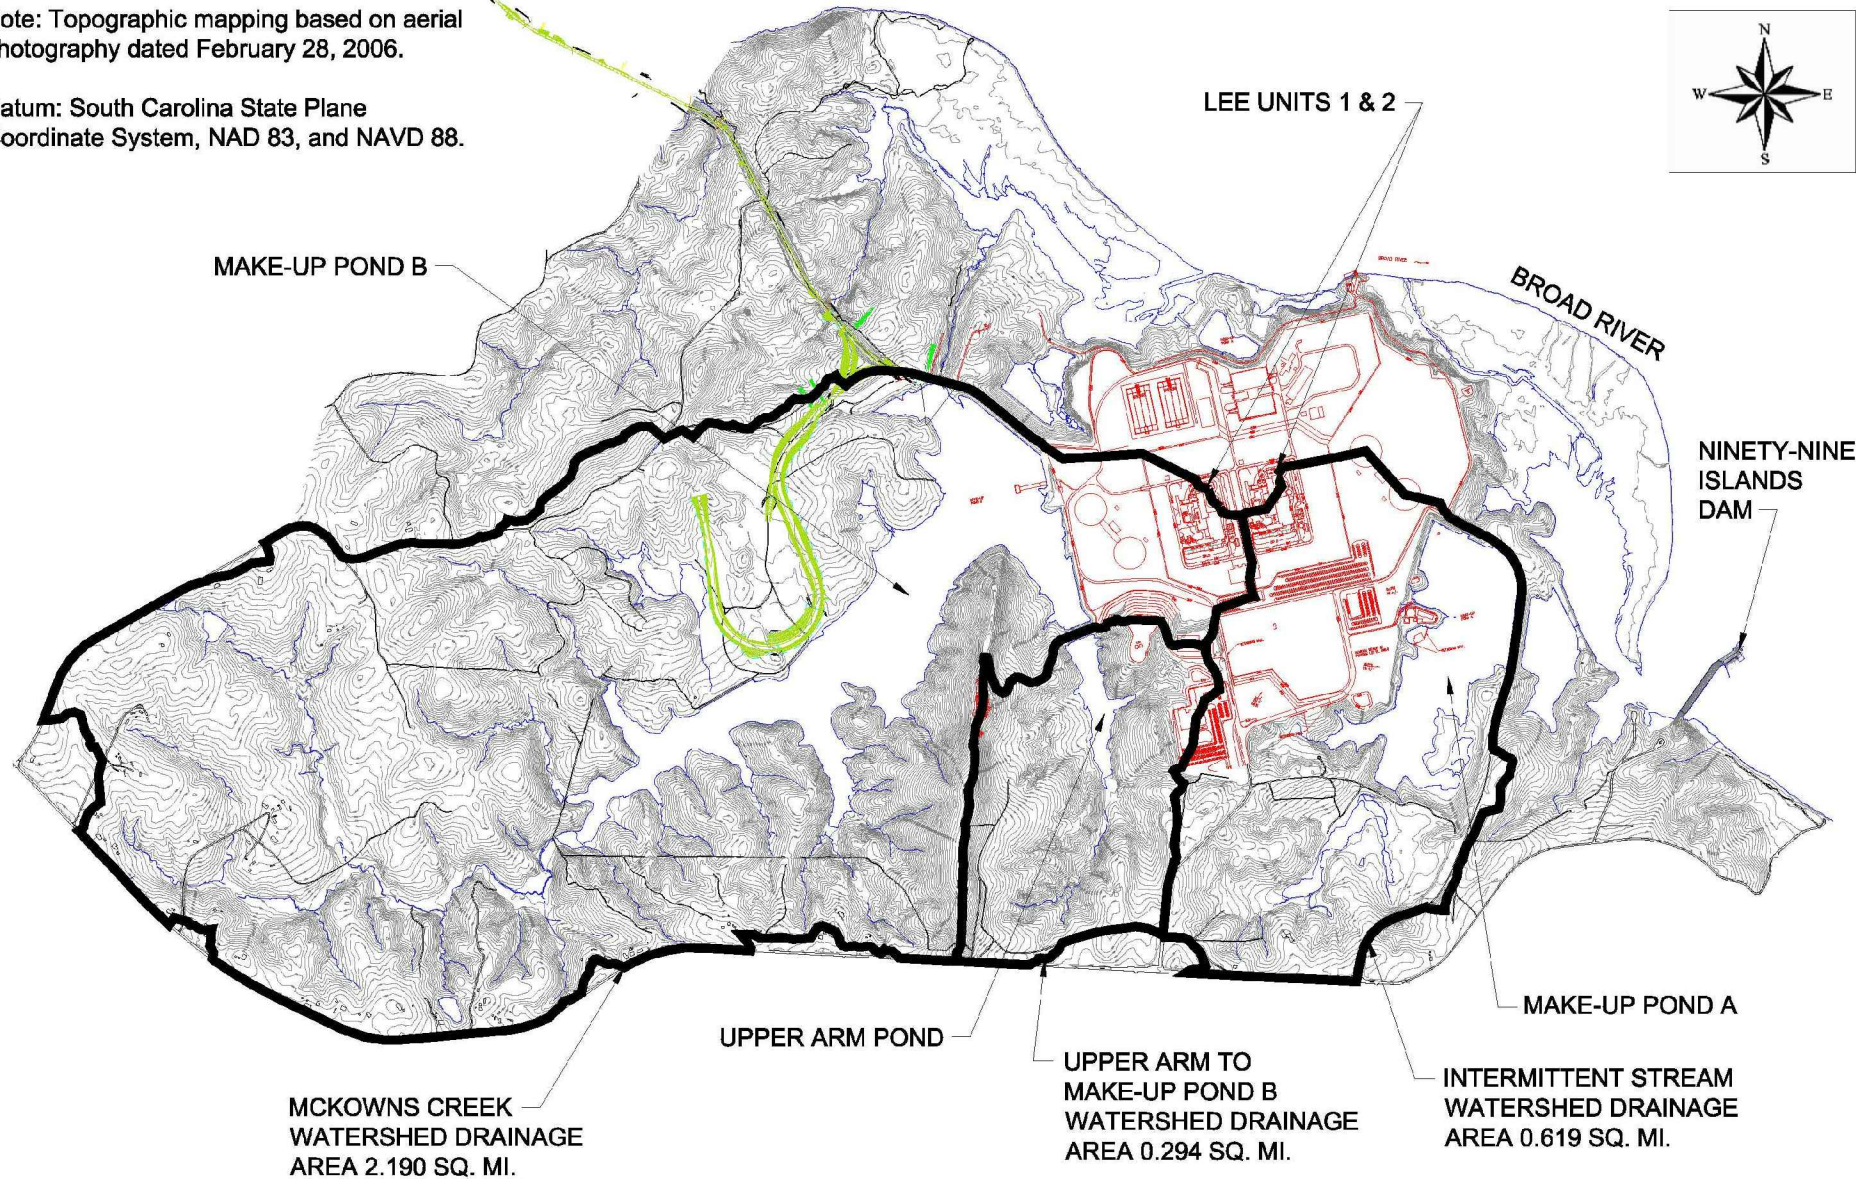 ote: Topographic mapping based on aerial
hotography dated February 28, 2006.
atum: South Carolina State Plane
oordinate System, NAD 83, and NAVD 88.
N
W
E
S
LEE UNITS 1 & 2
MAKE-UP POND B
BROAD RIVER
BROAD RIVER
NINETY-NINE
ISLANDS
DAM
MAKE-UP POND A
UPPER ARM POND
UPPER ARM TO
MAKE-UP POND B
WATERSHED DRAINAGE
AREA 0.294 SQ. MI.
INTERMITTENT STREAM
WATERSHED DRAINAGE
AREA 0.619 SQ. MI.
MCKOWNS CREEK
WATERSHED DRAINAGE
AREA 2.190 SQ. MI.